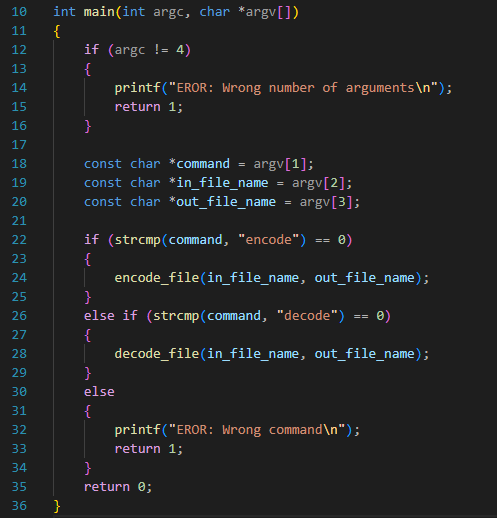 10 int main(int argc, char *argv[])
11 {
12     if (argc != 4)
13     {
14         printf("EROR: Wrong number of arguments\n");
15         return 1;
16     }
17
18     const char *command = argv[1];
19     const char *in_file_name = argv[2];
20     const char *out_file_name = argv[3];
21
22     if (strcmp(command, "encode") == 0)
23     {
24         encode_file(in_file_name, out_file_name);
25     }
26     else if (strcmp(command, "decode") == 0)
27     {
28         decode_file(in_file_name, out_file_name);
29     }
30     else
31     {
32         printf("EROR: Wrong command\n");
33         return 1;
34     }
35     return 0;
36 }